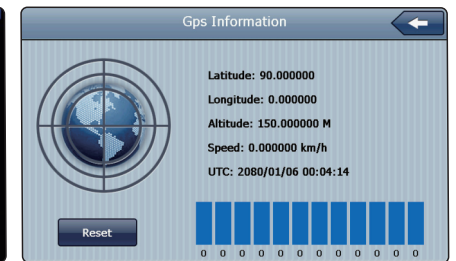 Gps Information
Latitude: 90.000000
Longitude: 0.000000
Altitude: 150.000000 M
Speed: 0.000000 km/h
UTC: 2080/01/06 00:04:14
Reset
0 0 0 0 0 0 0 0 0 0 0 0